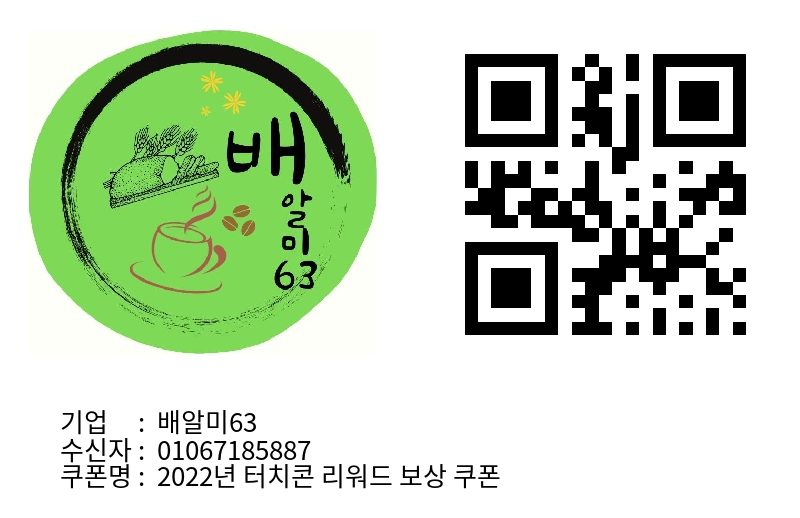 배
알
미
63
기업 : 배알미63
수신자 : 01067185887
쿠폰명 : 2022년 터치콘 리워드 보상 쿠폰